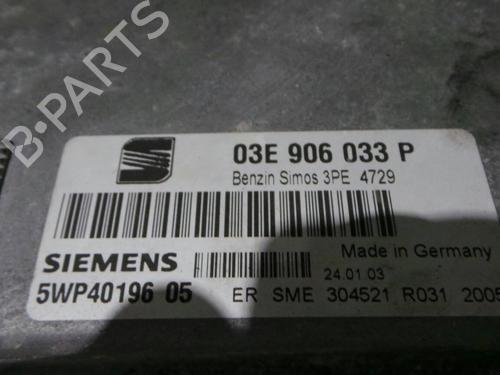 B-PARTS
03E 906 033 P
Benzin Simos 3PE 4729
Made in Germany
SIEMENS
24.01.03
5WP40196 05
ER SME 304521 R031 2005